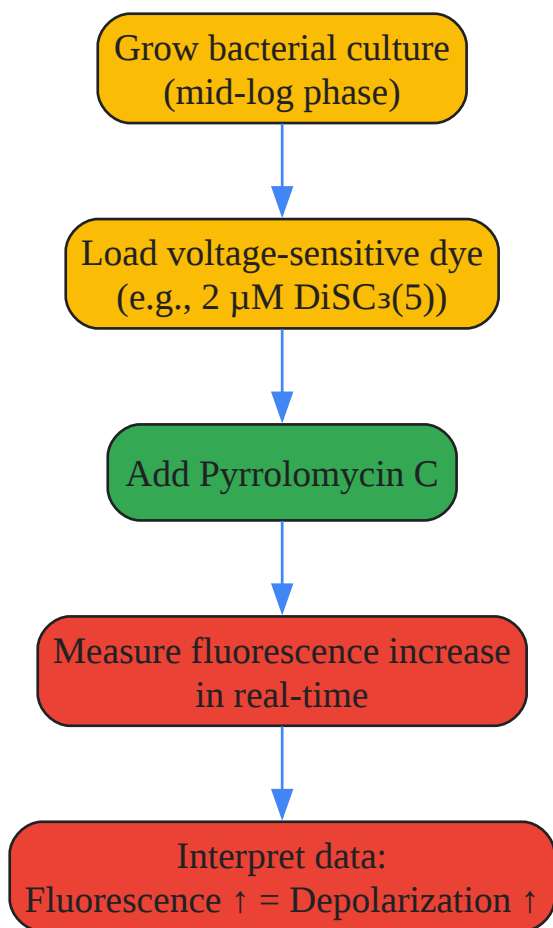 Grow bacterial culture
(mid-log phase)
Load voltage-sensitive dye
(e.g., 2 µM DiSC₃(5))
Add Pyrrolomycin C
Measure fluorescence increase
in real-time
Interpret data:
Fluorescence ↑ = Depolarization ↑